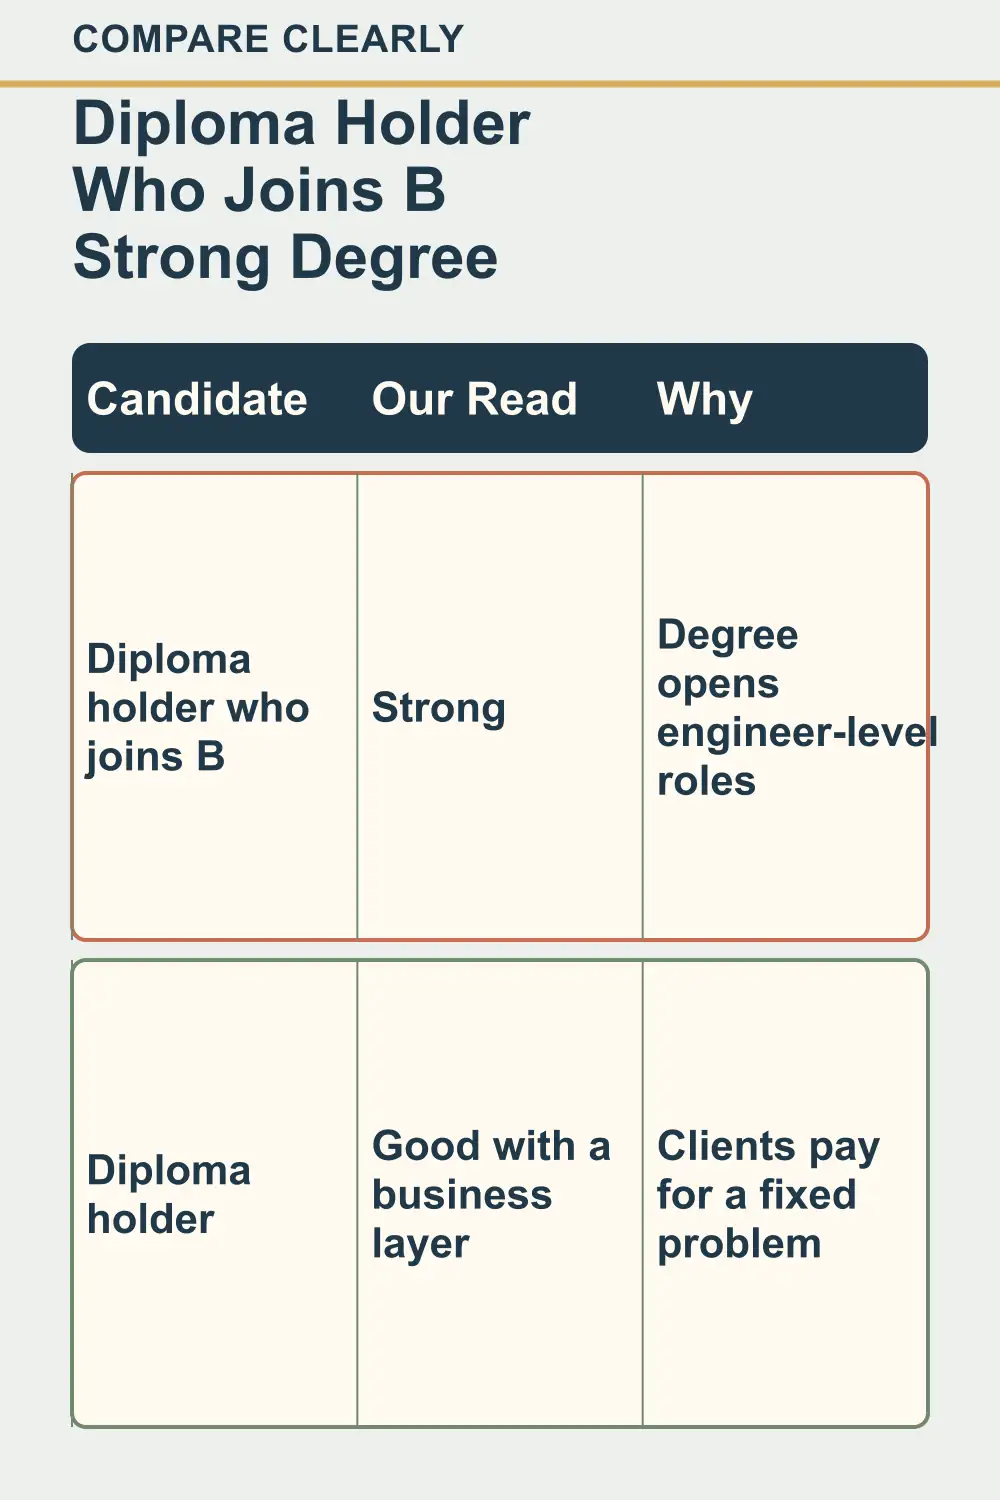 COMPARE CLEARLY
Diploma Holder
Who Joins B
Strong Degree
Candidate
Our Read
Why
Diploma
holder who
joins B
Strong
Degree
opens
engineer-level
roles
Diploma
holder
Good with a
business
layer
Clients pay
for a fixed
problem